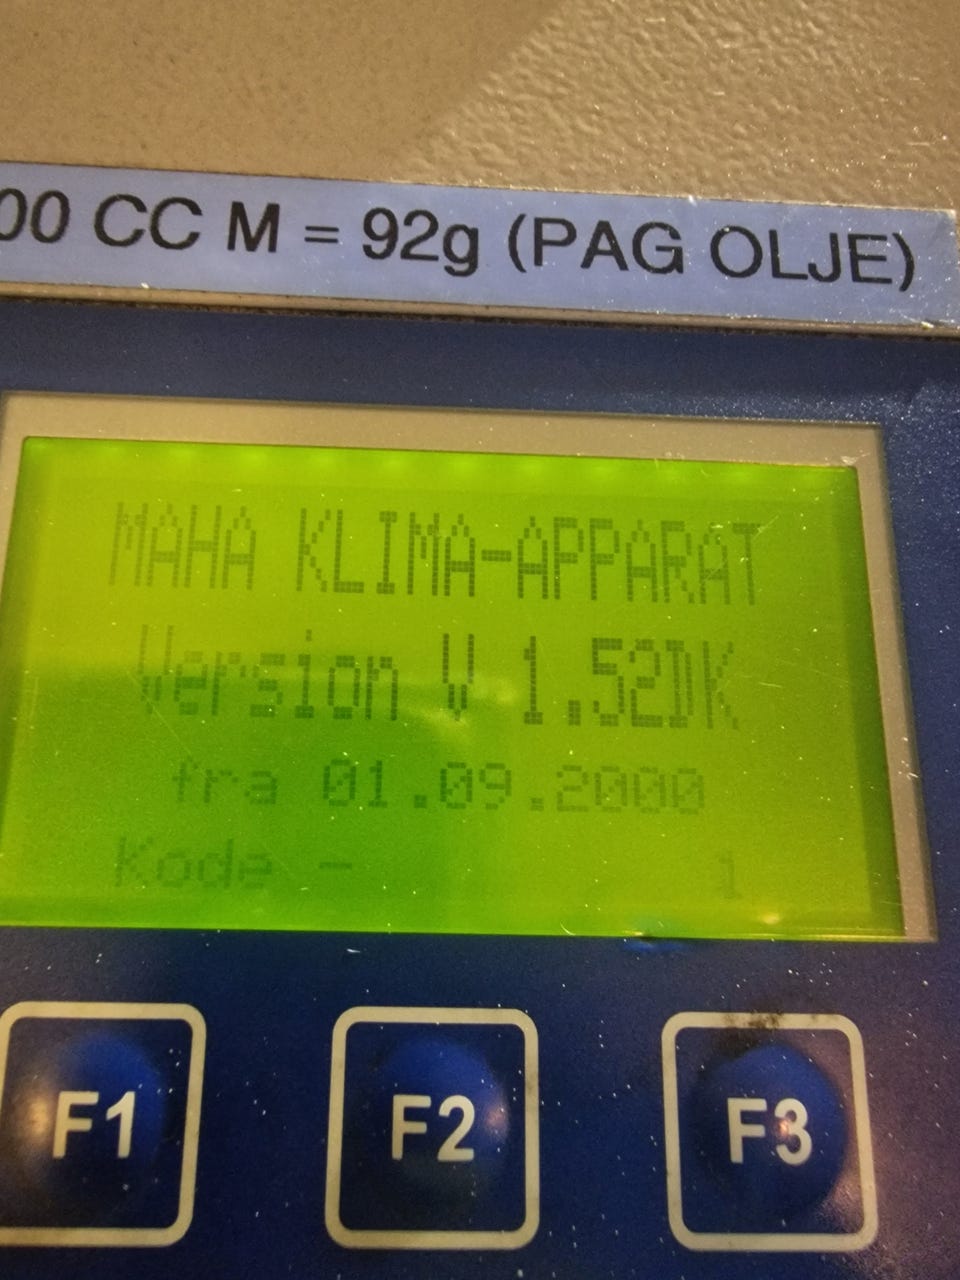 00 CC M = 92g (PAG OLJE)
MAHA KLIMA-APPARAT
Version V 1.52DK
fra 01.09.2000
Kode - 1
F1 F2 F3